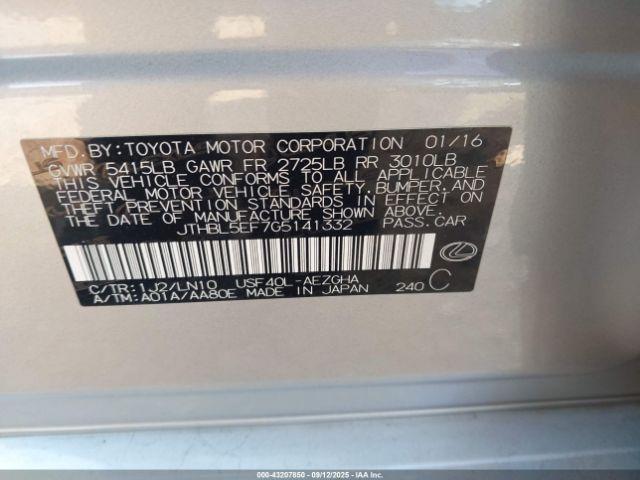 MFD.BY:TOYOTA MOTOR CORPORATION 01/16
GVWR 5415LB GAWR FR 2725LB RR 3010LB
THIS VEHICLE CONFORMS TO ALL APPLICABLE
FEDERAL MOTOR VEHICLE SAFETY,BUMPER,AND
THEFT PREVENTION STANDARDS IN EFFECT ON
THE DATE OF MANUFACTURE SHOWN ABOVE.
JTHBL5EF7G5141332 PASS.CAR
C/TR:1J2/LN10 USF40L-AEZGHA
A/TM:A01A/AA80E MADE IN JAPAN 240 C
000-43207850 - 09/12/2025 - IAAI.COM